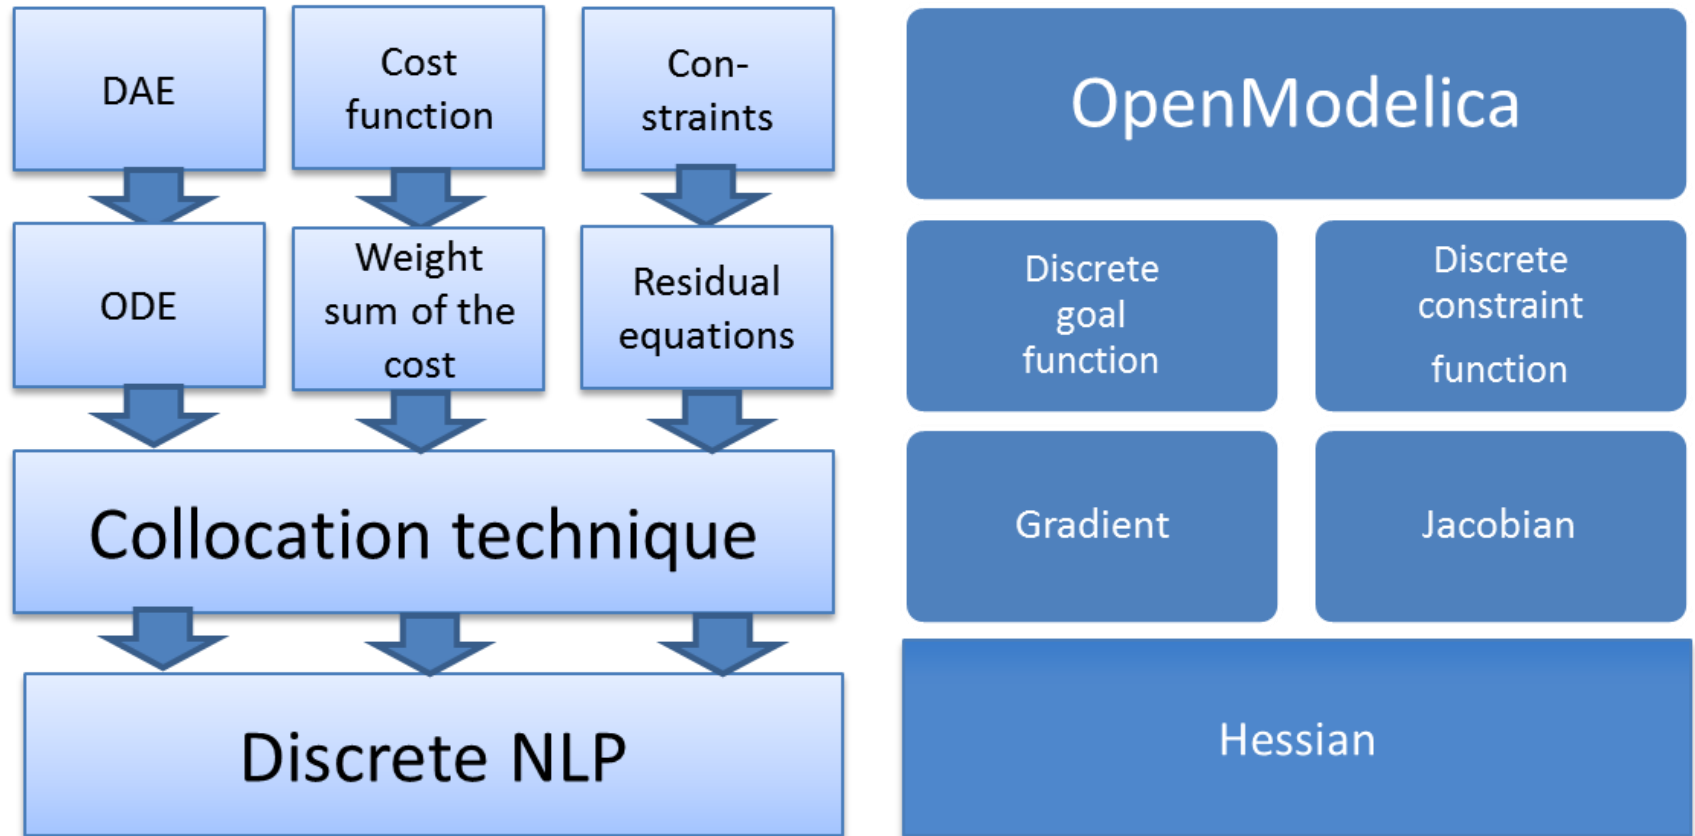 DAE
Cost
function
Con-
straints
ODE
Weight
sum of the
cost
Residual
equations
Collocation technique
Discrete NLP
OpenModelica
Discrete
goal
function
Discrete
constraint
function
Gradient
Jacobian
Hessian